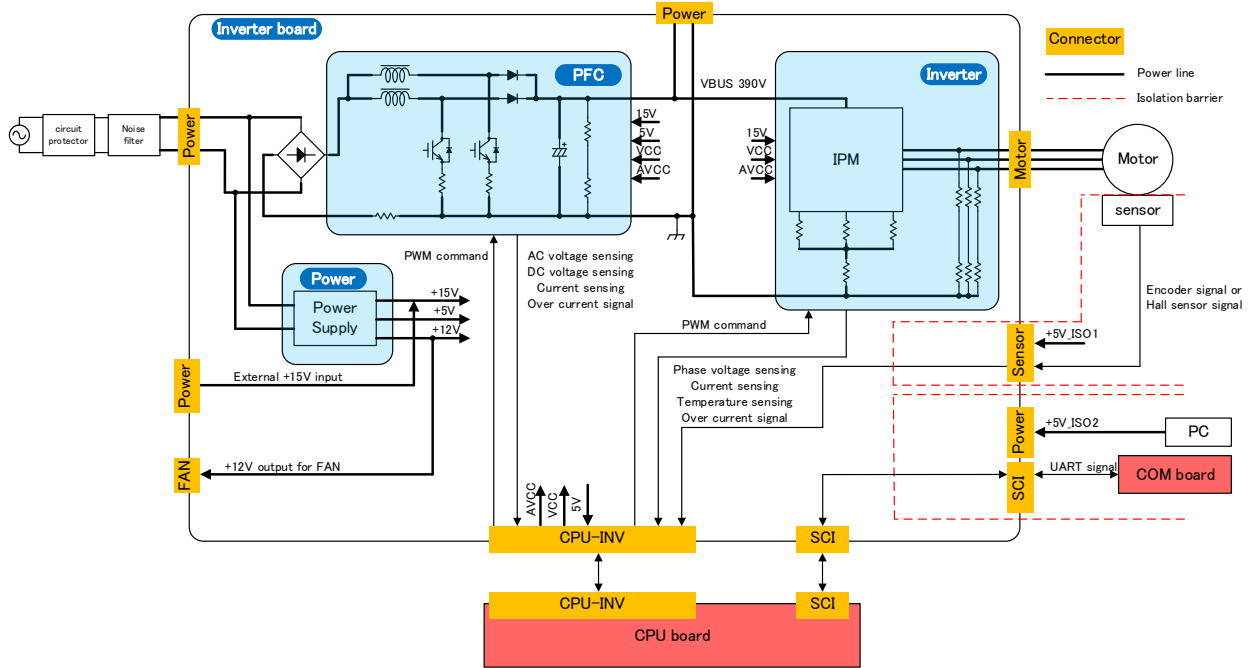 Power
Inverter board
Connector
PFC
Inverter
Power line
VBUS 390V
Isolation barrier
15V
5V
VCC
AVCC
15V
VCC
AVCC
circuit
protector
Noise
filter
Power
IPM
Motor
Motor
sensor
PWM command
AC voltage sensing
DC voltage sensing
Current sensing
Over current signal
Power
Power
Supply
+15V
+5V
+12V
Encoder signal or
Hall sensor signal
PWM command
Sensor
+5V_ISO1
Power
External +15V input
Phase voltage sensing
Current sensing
Temperature sensing
Over current signal
Power
+5V_ISO2
PC
FAN
+12V output for FAN
SCI
UART signal
COM board
AVCC
VCC
5V
CPU-INV
SCI
CPU-INV
SCI
CPU board